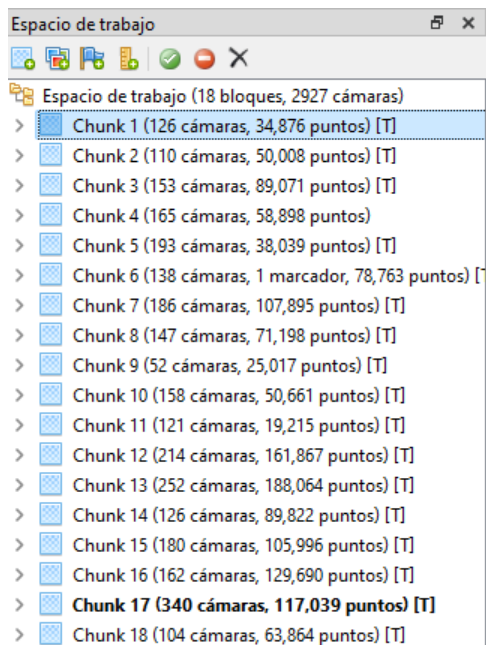 Espacio de trabajo
Espacio de trabajo (18 bloques, 2927 cámaras)
Chunk 1 (126 cámaras, 34,876 puntos) [T]
Chunk 2 (110 cámaras, 50,008 puntos) [T]
Chunk 3 (153 cámaras, 89,071 puntos) [T]
Chunk 4 (165 cámaras, 58,898 puntos)
Chunk 5 (193 cámaras, 38,039 puntos) [T]
Chunk 6 (138 cámaras, 1 marcador, 78,763 puntos) [T
Chunk 7 (186 cámaras, 107,895 puntos) [T]
Chunk 8 (147 cámaras, 71,198 puntos) [T]
Chunk 9 (52 cámaras, 25,017 puntos) [T]
Chunk 10 (158 cámaras, 50,661 puntos) [T]
Chunk 11 (121 cámaras, 19,215 puntos) [T]
Chunk 12 (214 cámaras, 161,867 puntos) [T]
Chunk 13 (252 cámaras, 188,064 puntos) [T]
Chunk 14 (126 cámaras, 89,822 puntos) [T]
Chunk 15 (180 cámaras, 105,996 puntos) [T]
Chunk 16 (162 cámaras, 129,690 puntos) [T]
Chunk 17 (340 cámaras, 117,039 puntos) [T]
Chunk 18 (104 cámaras, 63,864 puntos) [T]